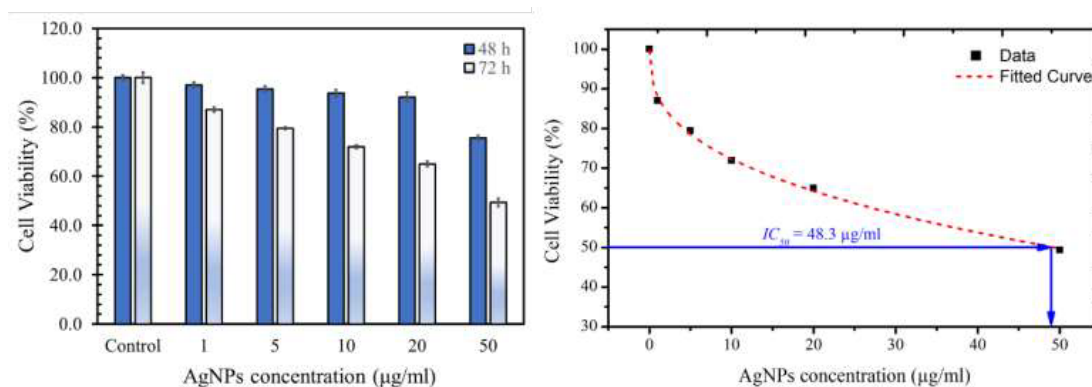 120.0
100.0
80.0
60.0
40.0
20.0
0.0
Cell Viability (%)
48 h
72 h
Control 1 5 10 20 50
AgNPs concentration (µg/ml)
100
90
80
70
60
50
40
30
Cell Viability (%)
Data
Fitted Curve
IC50 = 48.3 µg/ml
0 10 20 30 40 50
AgNPs concentration (µg/ml)